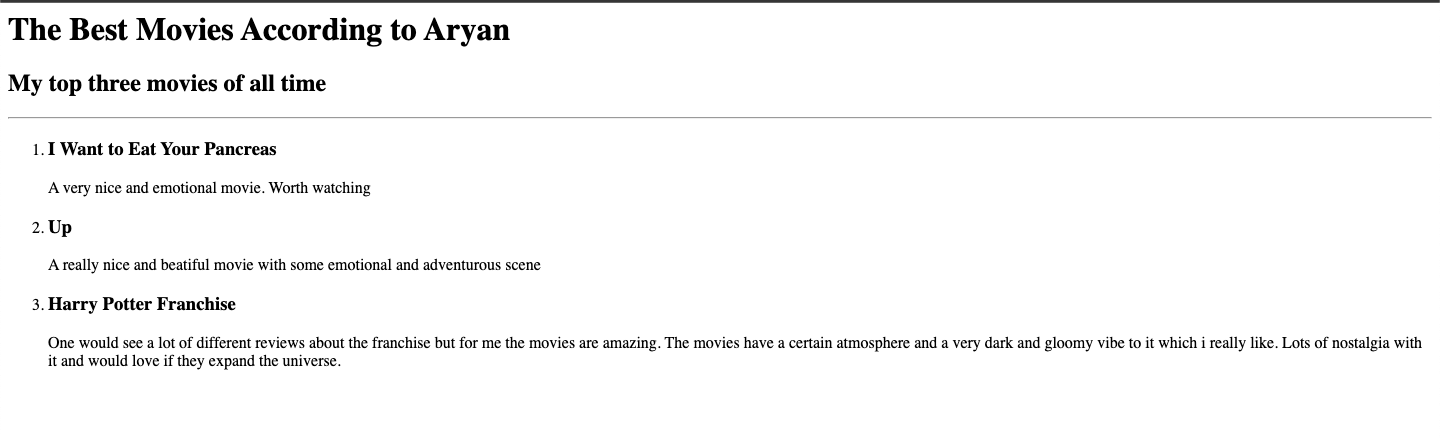 The Best Movies According to Aryan
My top three movies of all time
1. I Want to Eat Your Pancreas
A very nice and emotional movie. Worth watching
2. Up
A really nice and beatiful movie with some emotional and adventurous scene
3. Harry Potter Franchise
One would see a lot of different reviews about the franchise but for me the movies are amazing. The movies have a certain atmosphere and a very dark and gloomy vibe to it which i really like. Lots of nostalgia with
it and would love if they expand the universe.